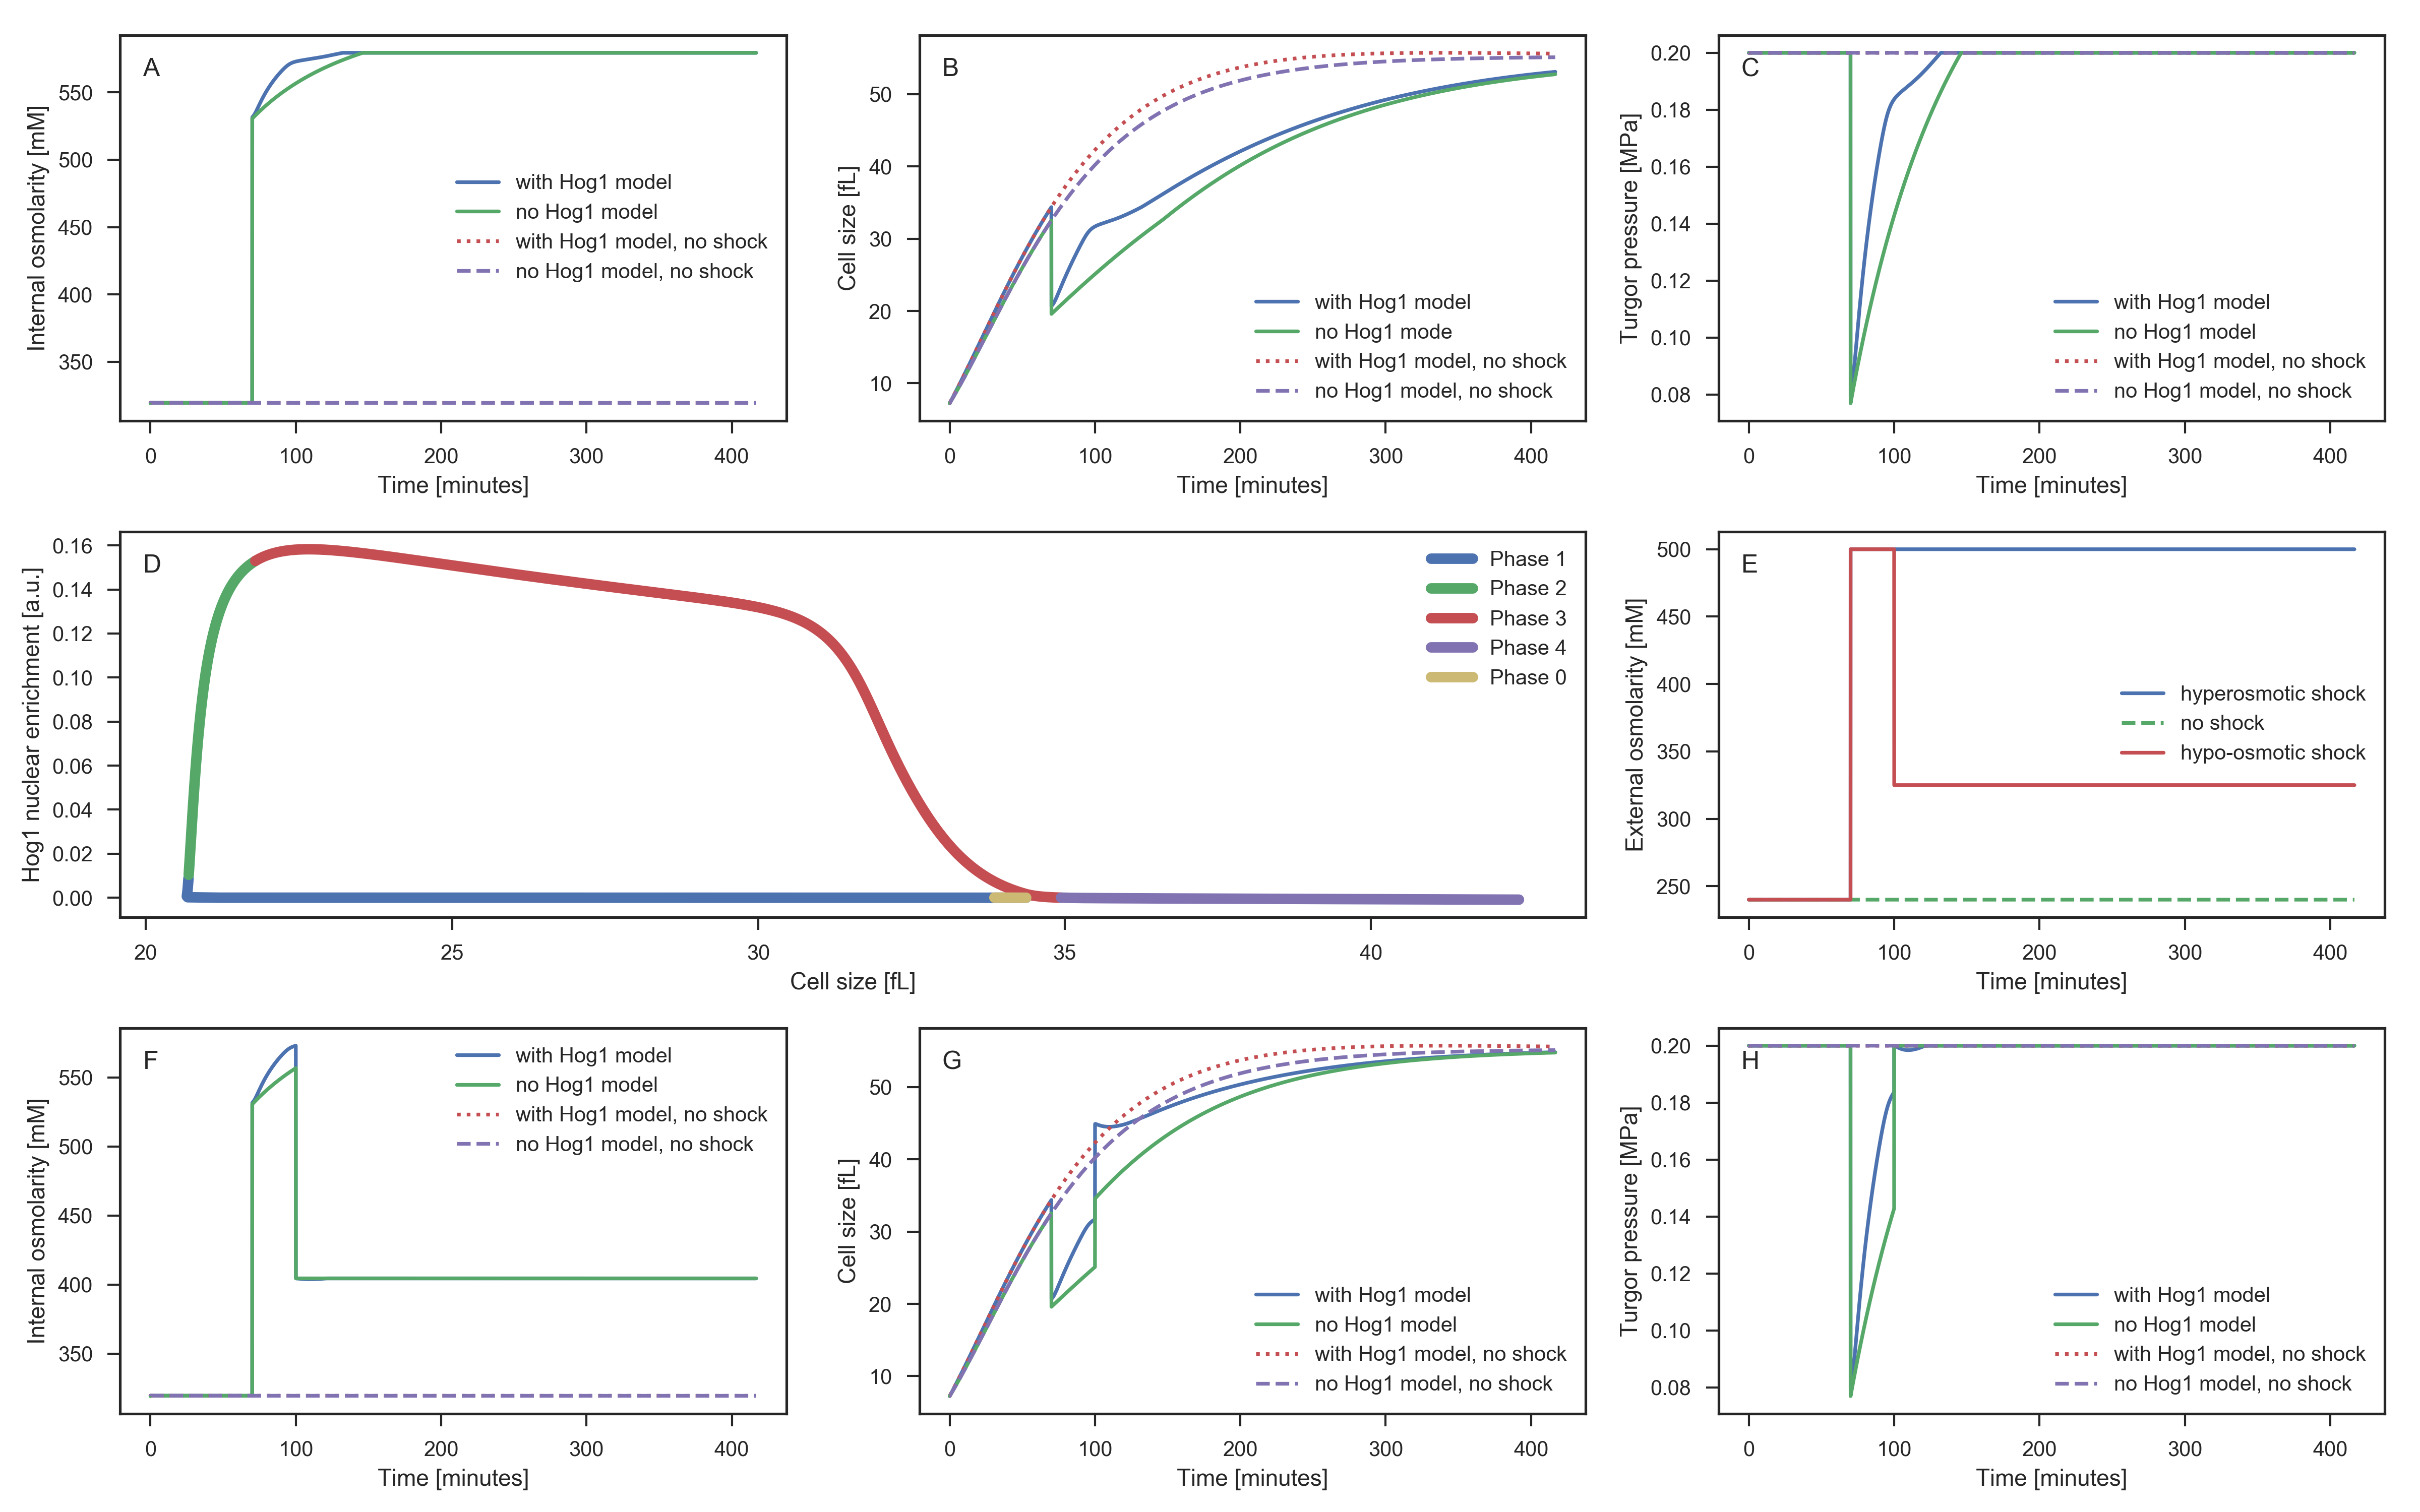 A
Internal osmolarity [mM]
550
500
450
400
350
with Hog1 model
no Hog1 model
with Hog1 model, no shock
no Hog1 model, no shock
0 100 200 300 400
Time [minutes]
B
Cell size [fL]
50
40
30
20
10
with Hog1 model
no Hog1 mode
with Hog1 model, no shock
no Hog1 model, no shock
0 100 200 300 400
Time [minutes]
C
Turgor pressure [MPa]
0.20
0.18
0.16
0.14
0.12
0.10
0.08
with Hog1 model
no Hog1 model
with Hog1 model, no shock
no Hog1 model, no shock
0 100 200 300 400
Time [minutes]
D
Hog1 nuclear enrichment [a.u.]
0.16
0.14
0.12
0.10
0.08
0.06
0.04
0.02
0.00
Phase 1
Phase 2
Phase 3
Phase 4
Phase 0
20 25 30 35 40
Cell size [fL]
E
External osmolarity [mM]
500
450
400
350
300
250
hyperosmotic shock
no shock
hypo-osmotic shock
0 100 200 300 400
Time [minutes]
F
Internal osmolarity [mM]
550
500
450
400
350
with Hog1 model
no Hog1 model
with Hog1 model, no shock
no Hog1 model, no shock
0 100 200 300 400
Time [minutes]
G
Cell size [fL]
50
40
30
20
10
with Hog1 model
no Hog1 model
with Hog1 model, no shock
no Hog1 model, no shock
0 100 200 300 400
Time [minutes]
H
Turgor pressure [MPa]
0.20
0.18
0.16
0.14
0.12
0.10
0.08
with Hog1 model
no Hog1 model
with Hog1 model, no shock
no Hog1 model, no shock
0 100 200 300 400
Time [minutes]